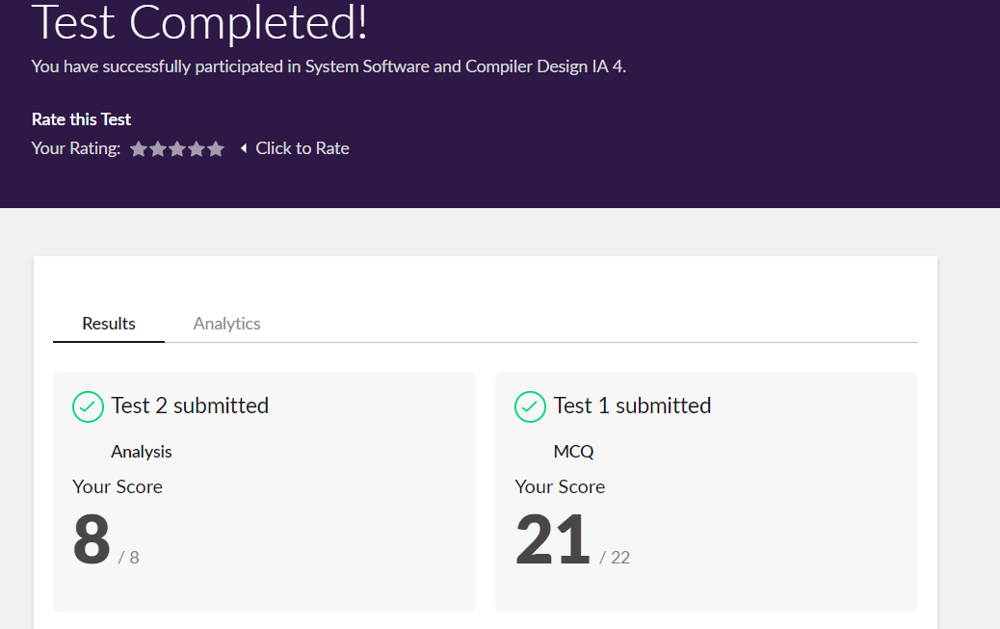 Test Completed!
You have successfully participated in System Software and Compiler Design IA 4.
Rate this Test
Your Rating: Click to Rate
Results Analytics
Test 2 submitted
Analysis
Your Score
8 / 8
Test 1 submitted
MCQ
Your Score
21 / 22